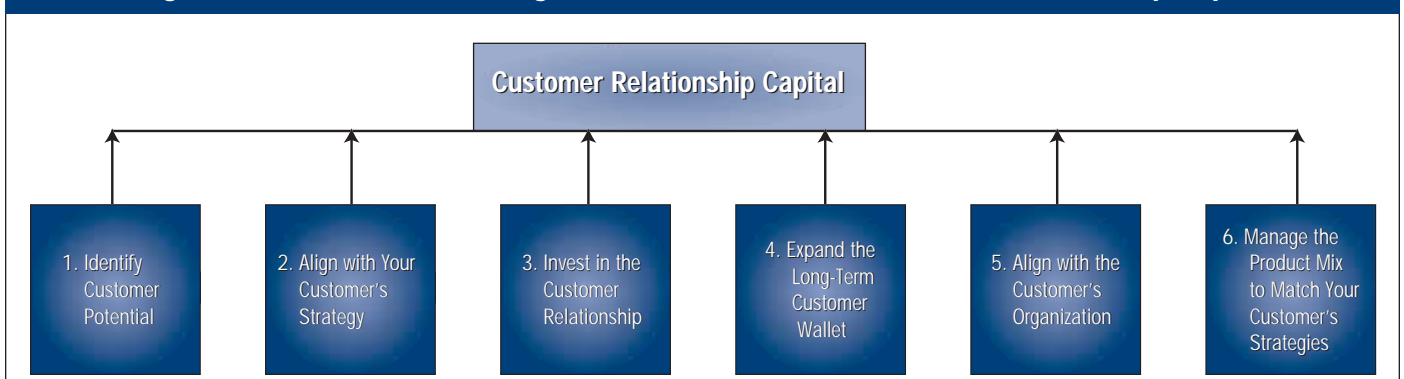 Customer Relationship Capital
1. Identify
Customer
Potential
2. Align with Your
Customer's
Strategy
3. Invest in the
Customer
Relationship
4. Expand the
Long-Term
Customer
Wallet
5. Align with the
Customer's
Organization
6. Manage the
Product Mix
to Match Your
Customer's
Strategies